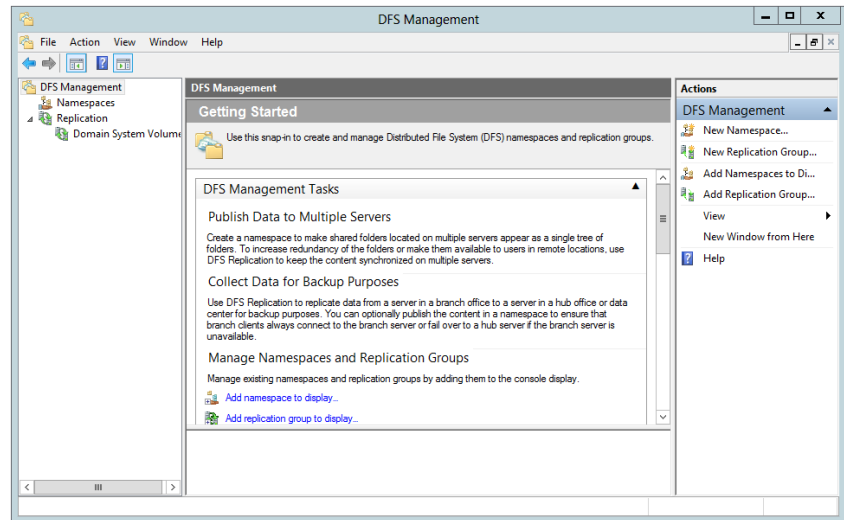 DFS Management
File Action View Window Help
DFS Management
Namespaces
Replication
Domain System Volume
DFS Management
Getting Started
Use this snap-in to create and manage Distributed File System (DFS) namespaces and replication groups.
DFS Management Tasks
Publish Data to Multiple Servers
Create a namespace to make shared folders located on multiple servers appear as a single tree of
folders. To increase redundancy of the folders or make them available to users in remote locations, use
DFS Replication to keep the content synchronized on multiple servers.
Collect Data for Backup Purposes
Use DFS Replication to replicate data from a server in a branch office to a server in a hub office or data
center for backup purposes. You can optionally publish the content in a namespace to ensure that
branch clients always connect to the branch server or fail over to a hub server if the branch server is
unavailable.
Manage Namespaces and Replication Groups
Manage existing namespaces and replication groups by adding them to the console display.
Add namespace to display...
Add replication group to display...
Actions
DFS Management
New Namespace...
New Replication Group...
Add Namespaces to Di...
Add Replication Group...
View
New Window from Here
Help